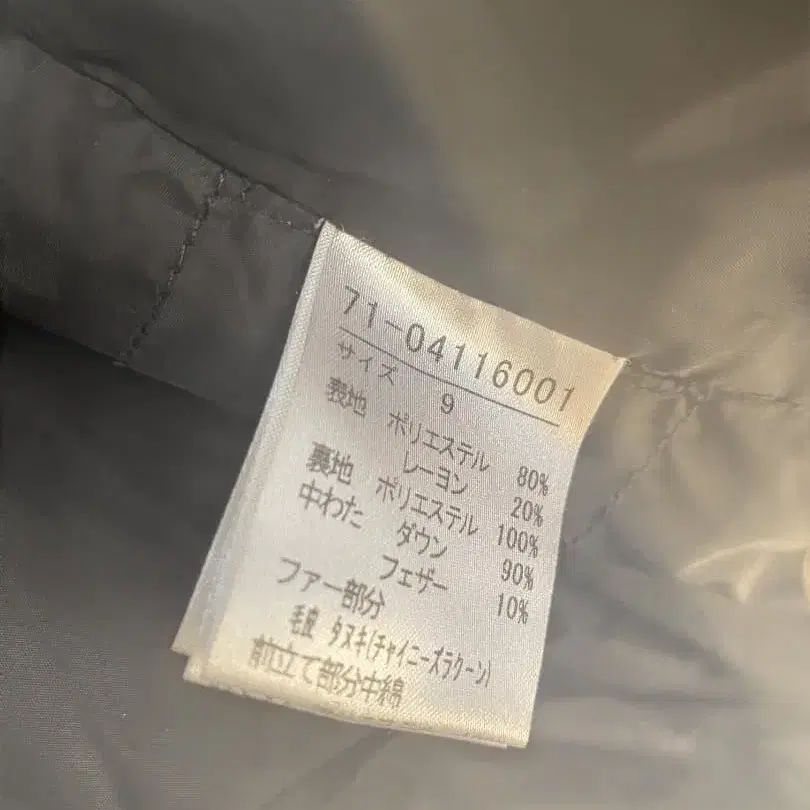 71-04116001
サイズ 9
表地 ポリエステル 80%
レーヨン 20%
裏地 ポリエステル 100%
中わた ダウン 90%
フェザー 10%
ファー部分
毛皮 タヌキ(チャイニーズラクーン)
前立て部分中綿